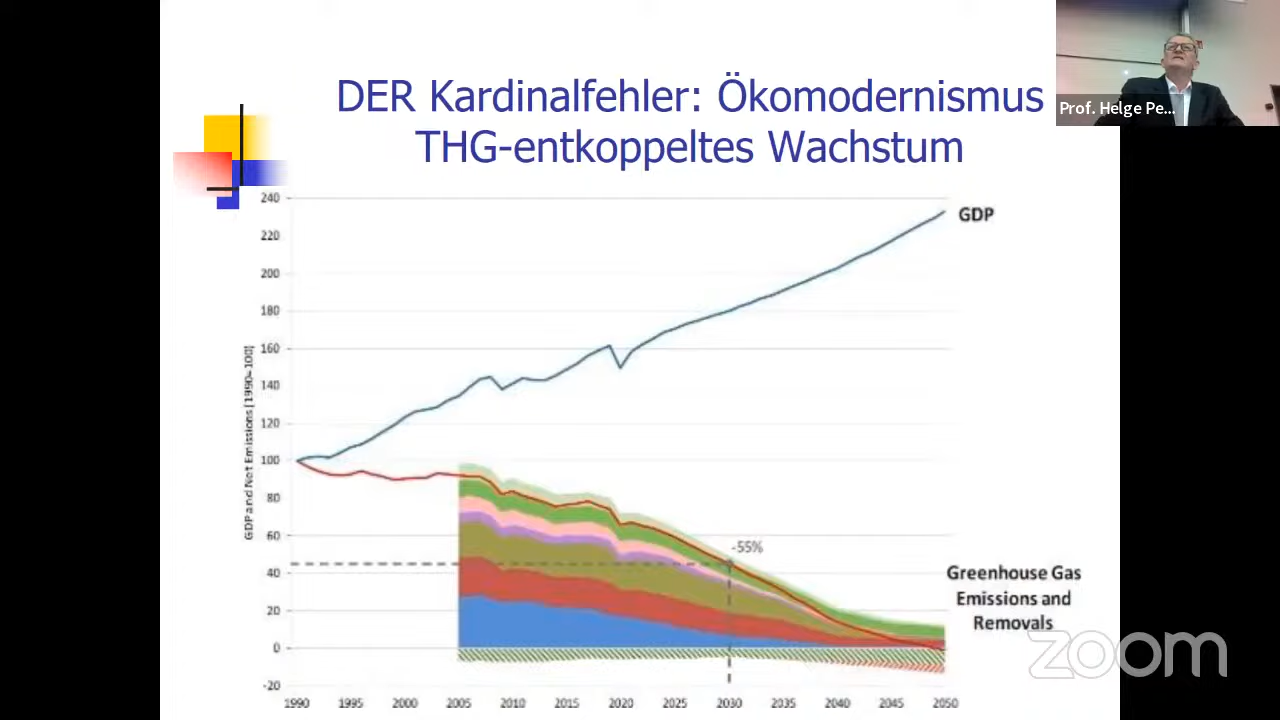 DER Kardinalfehler: Ökomodernismus
THG-entkoppeltes Wachstum
Prof. Helge Pe...
240
220
200
180
160
140
120
100
80
60
40
20
0
-20
GDP and Net Emissions [1990=100]
GDP
-55%
Greenhouse Gas
Emissions and
Removals
1990 1995 2000 2005 2010 2015 2020 2025 2030 2035 2040 2045 2050
zoom